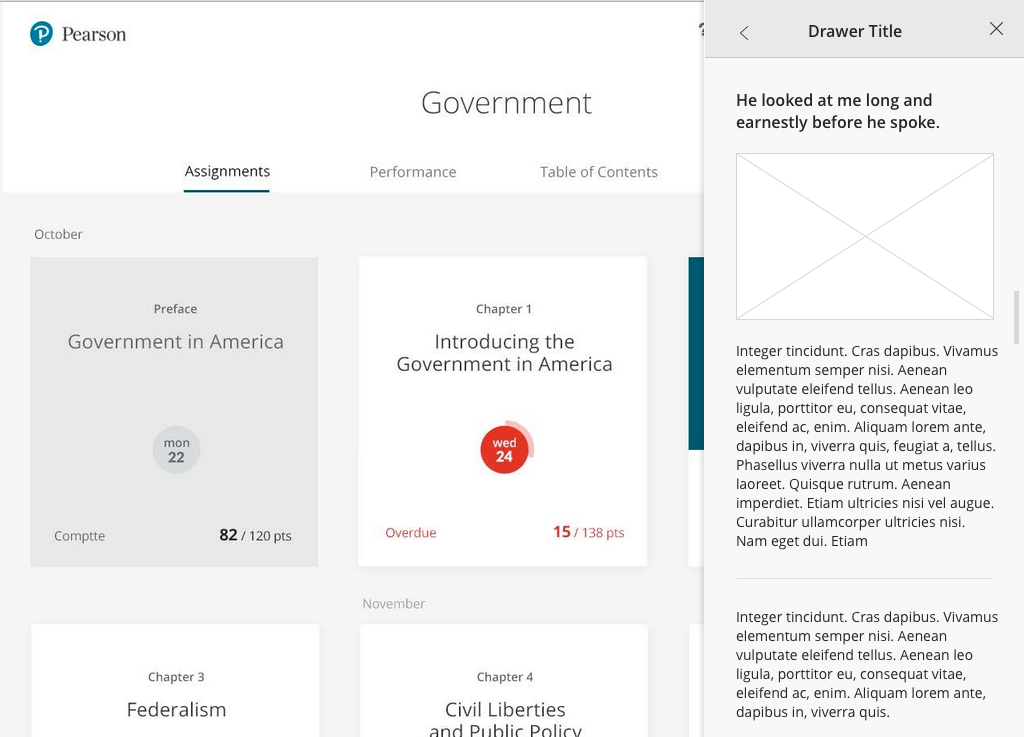 Pearson
?
Government
Assignments
Performance
Table of Contents
October
Preface
Government in America
mon
22
Comptte
82 / 120 pts
Chapter 1
Introducing the
Government in America
wed
24
Overdue
15 / 138 pts
November
Chapter 3
Federalism
Chapter 4
Civil Liberties
and Public Policy
Drawer Title
He looked at me long and
earnestly before he spoke.
Integer tincidunt. Cras dapibus. Vivamus
elementum semper nisi. Aenean
vulputate eleifend tellus. Aenean leo
ligula, porttitor eu, consequat vitae,
eleifend ac, enim. Aliquam lorem ante,
dapibus in, viverra quis, feugiat a, tellus.
Phasellus viverra nulla ut metus varius
laoreet. Quisque rutrum. Aenean
imperdiet. Etiam ultricies nisi vel augue.
Curabitur ullamcorper ultricies nisi.
Nam eget dui. Etiam
Integer tincidunt. Cras dapibus. Vivamus
elementum semper nisi. Aenean
vulputate eleifend tellus. Aenean leo
ligula, porttitor eu, consequat vitae,
eleifend ac, enim. Aliquam lorem ante,
dapibus in, viverra quis.